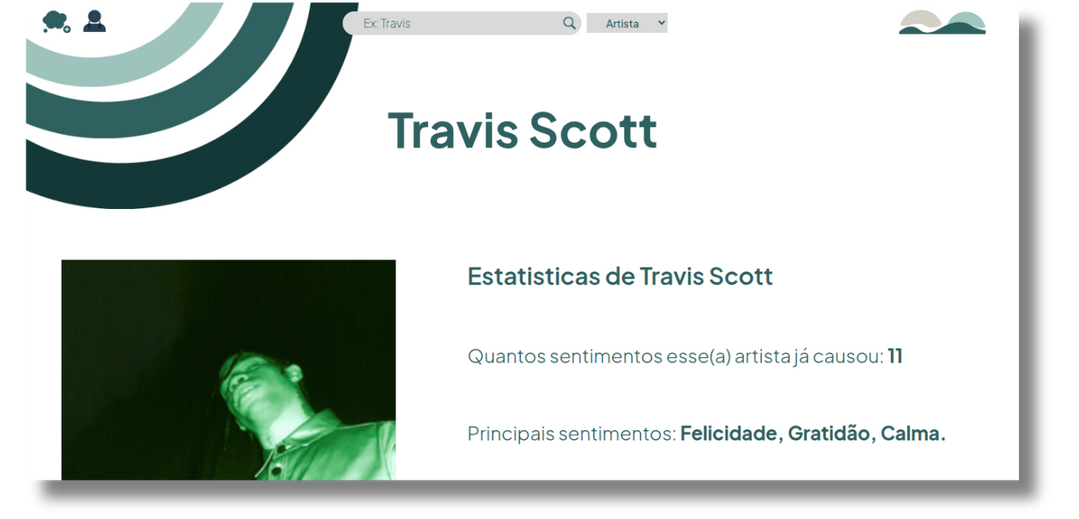 Ex: Travis
Artista
Travis Scott
Estatisticas de Travis Scott
Quantos sentimentos esse(a) artista já causou: 11
Principais sentimentos: Felicidade, Gratidão, Calma.